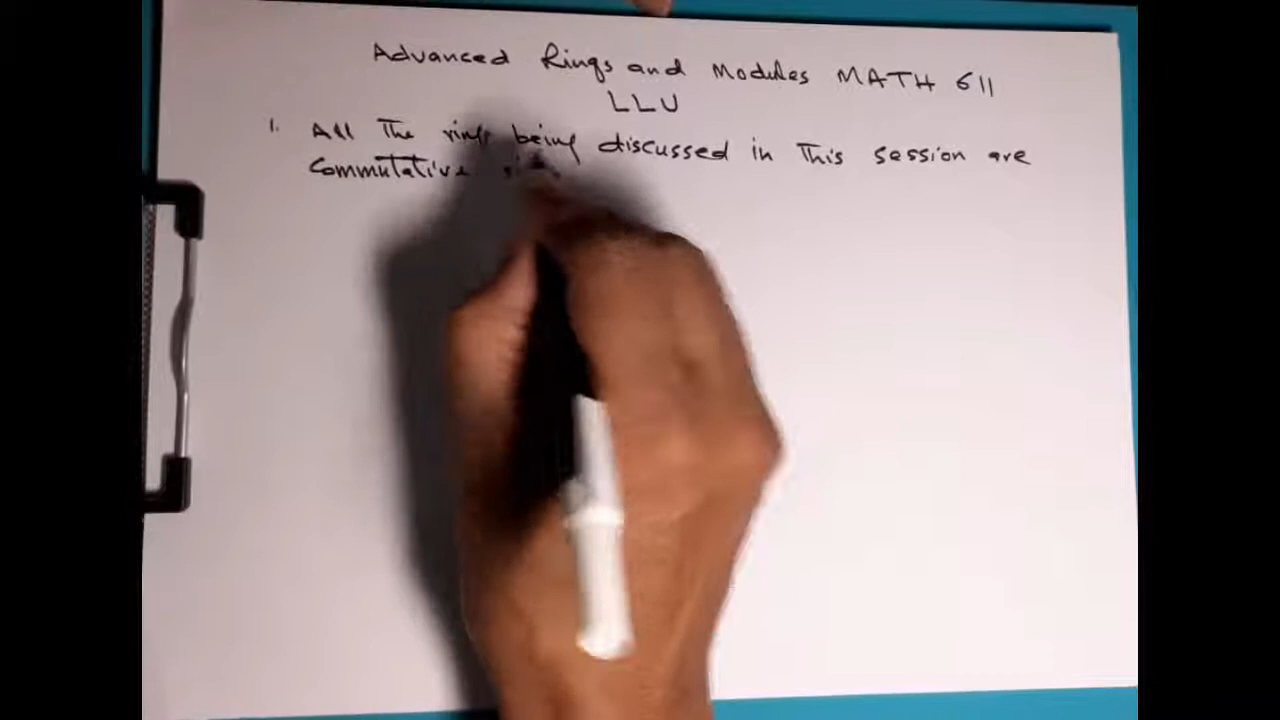 Advanced Rings and Modules MATH 611
LLU
1. All The rings being discussed in This session are
Commutative